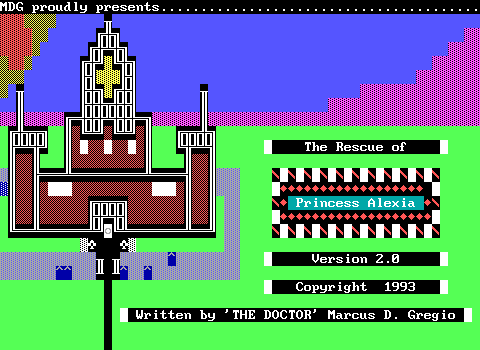 MDG proudly presents........................................
The Rescue of
Princess Alexia
Version 2.0
Copyright  1993
Written by 'THE DOCTOR' Marcus D. Gregio